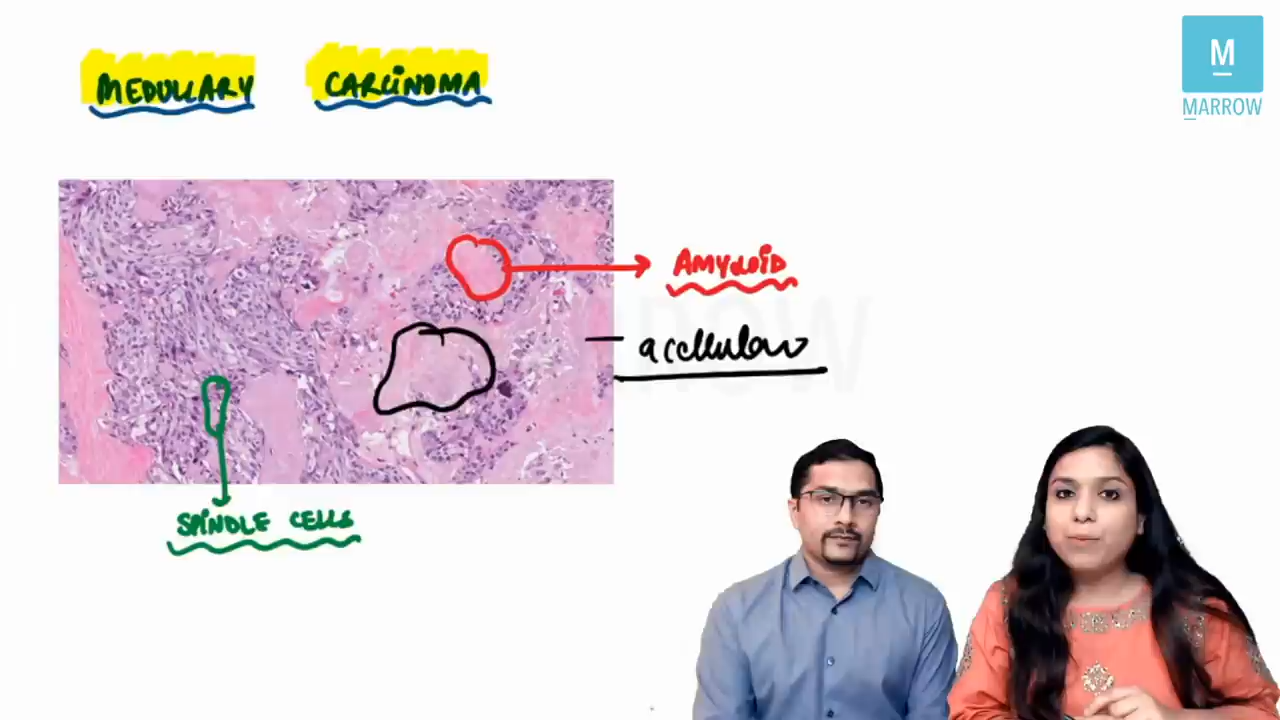 MEDULLARY CARCINOMA
M
MARROW
AMYLOID
acellular
SPINDLE CELLS